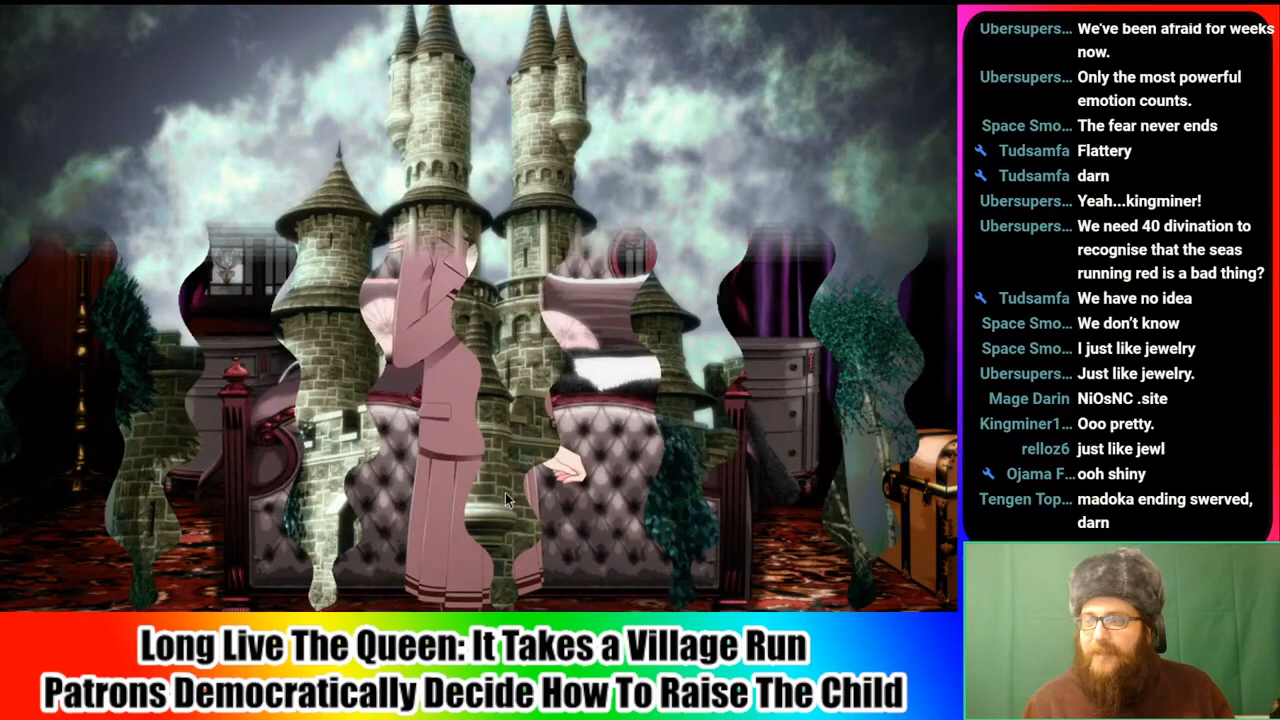 Ubersupers... We've been afraid for weeks
now.
Ubersupers... Only the most powerful
emotion counts.
Space Smo... The fear never ends
Tudsamfa Flattery
Tudsamfa darn
Ubersupers... Yeah...kingminer!
Ubersupers... We need 40 divination to
recognise that the seas
running red is a bad thing?
Tudsamfa We have no idea
Space Smo... We don’t know
Space Smo... I just like jewelry
Ubersupers... Just like jewelry.
Mage Darin NiOsNC .site
Kingminer1... Ooo pretty.
relloz6 just like jewl
Ojama F... ooh shiny
Tengen Top... madoka ending swerved,
darn
Long Live The Queen: It Takes a Village Run
Patrons Democratically Decide How To Raise The Child